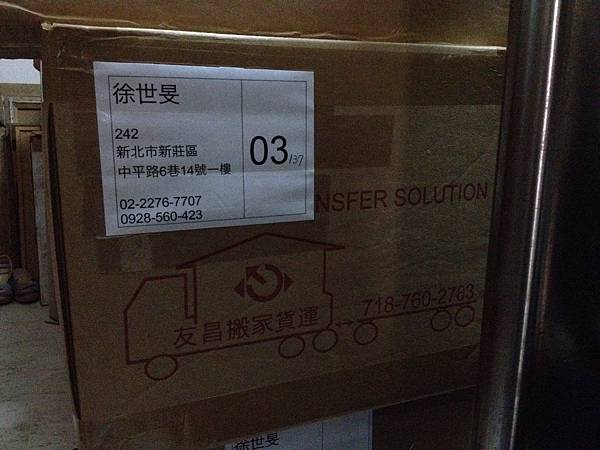 徐世旻
242
新北市新莊區
中平路6巷14號一樓
02-2276-7707
0928-560-423
03/37
NSFER SOLUTION
友昌搬家貨運
718-760-2763
徐世旻